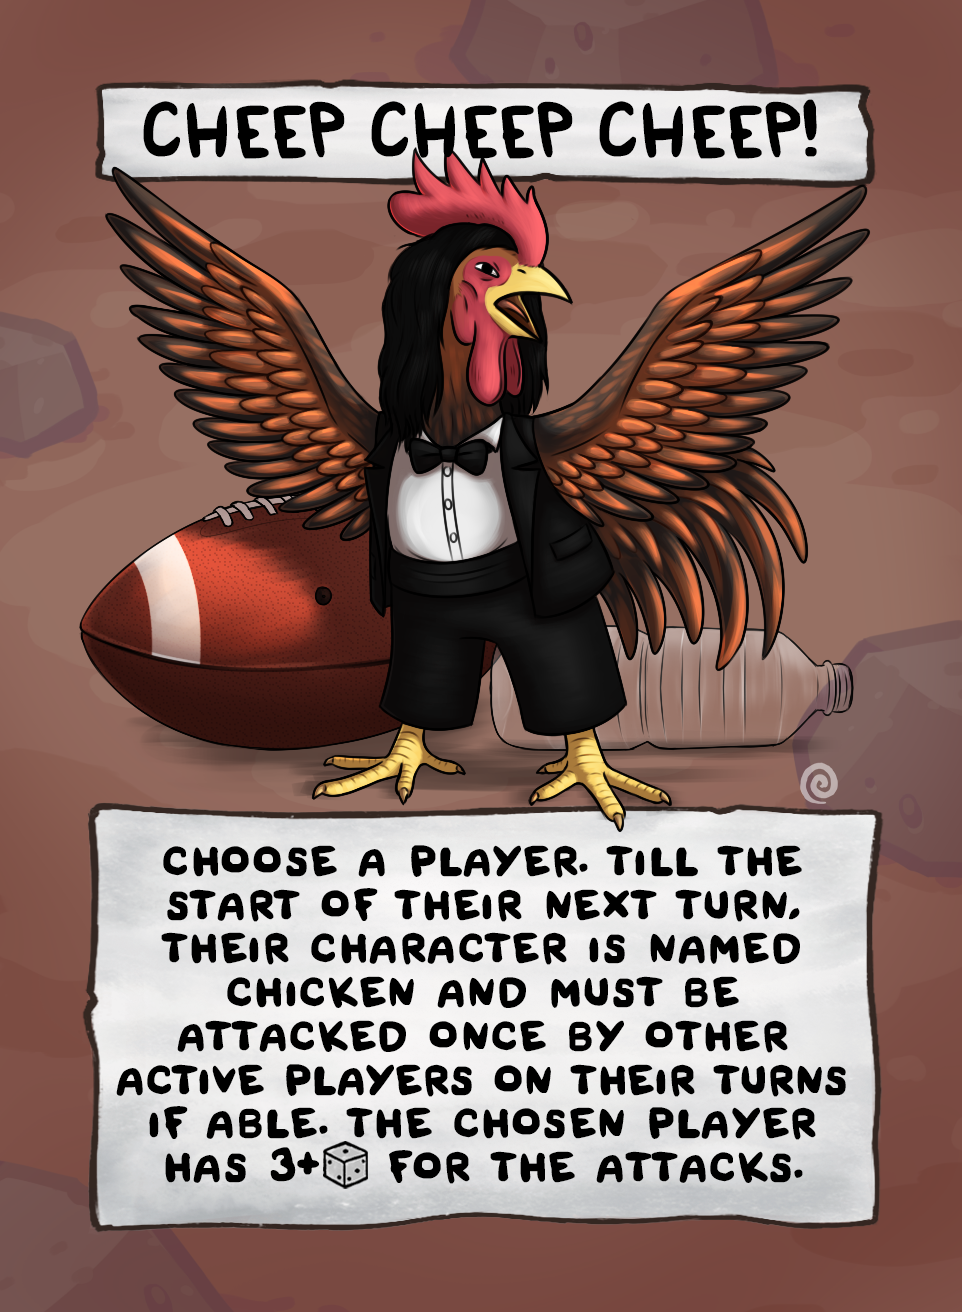 CHEEP CHEEP CHEEP!
CHOOSE A PLAYER. TILL THE
START OF THEIR NEXT TURN,
THEIR CHARACTER IS NAMED
CHICKEN AND MUST BE
ATTACKED ONCE BY OTHER
ACTIVE PLAYERS ON THEIR TURNS
IF ABLE. THE CHOSEN PLAYER
HAS 3+ FOR THE ATTACKS.